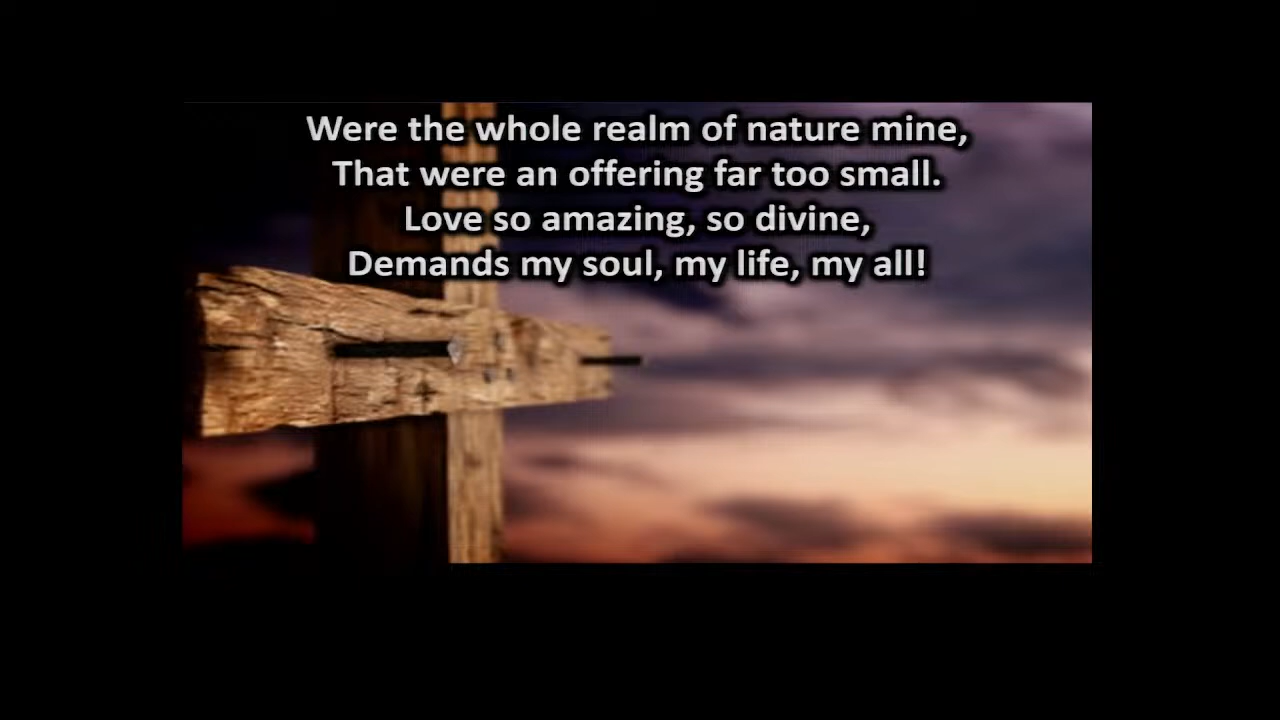 Were the whole realm of nature mine,
That were an offering far too small.
Love so amazing, so divine,
Demands my soul, my life, my all!